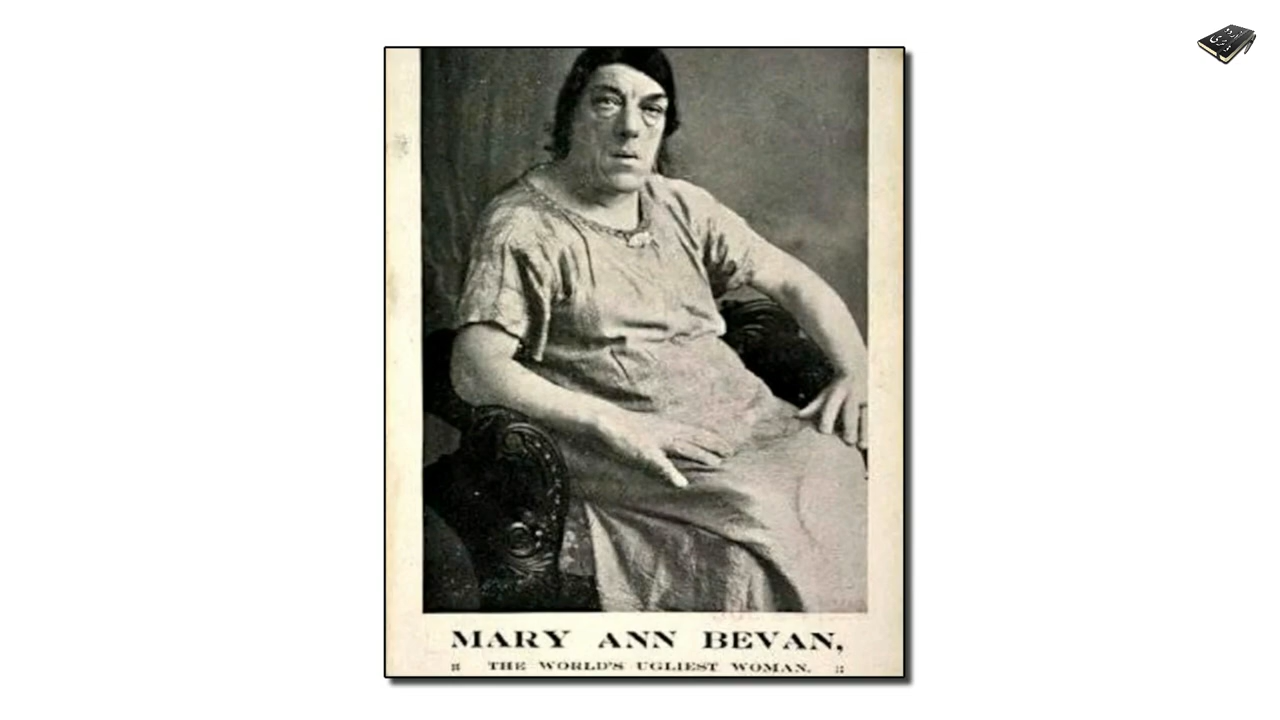 MARY ANN BEVAN,
:: THE WORLD'S UGLIEST WOMAN. ::